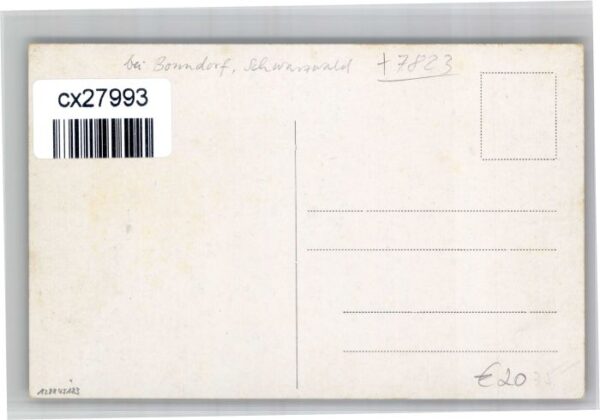 bei Bonndorf, Schwarzwald +7823
cx27993
€20